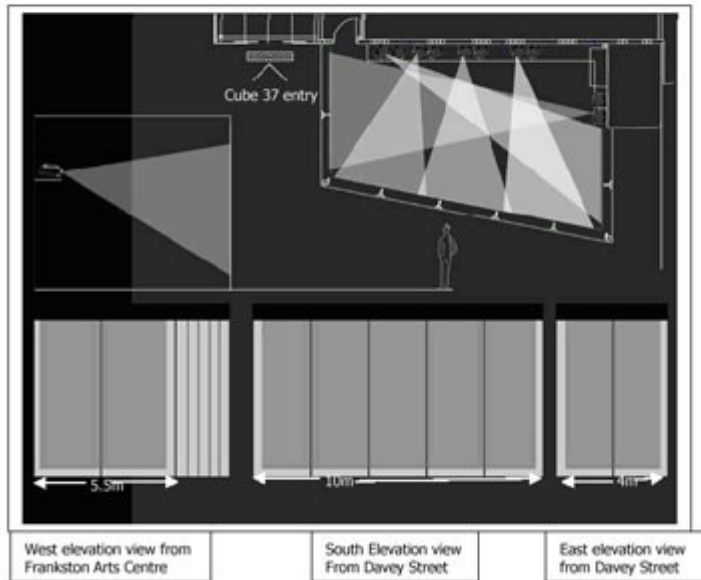 Cube 37 entry
5.5m
10m
4m
West elevation view from
Frankston Arts Centre
South Elevation view
From Davey Street
East elevation view
from Davey Street